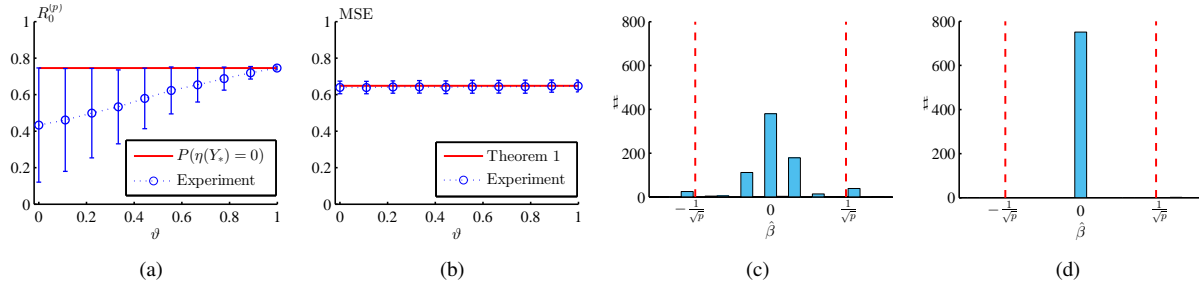 R_0^{(p)}
1
0.8
0.6
0.4
0.2
0
P(η(Y_*) = 0)
Experiment
0 0.2 0.4 0.6 0.8 1
ϑ
(a)
MSE
1
0.8
0.6
0.4
0.2
0
Theorem 1
Experiment
0 0.2 0.4 0.6 0.8 1
ϑ
(b)
800
600
400
200
0
#
−1/√p 0 1/√p
β̂
(c)
800
600
400
200
0
#
−1/√p 0 1/√p
β̂
(d)